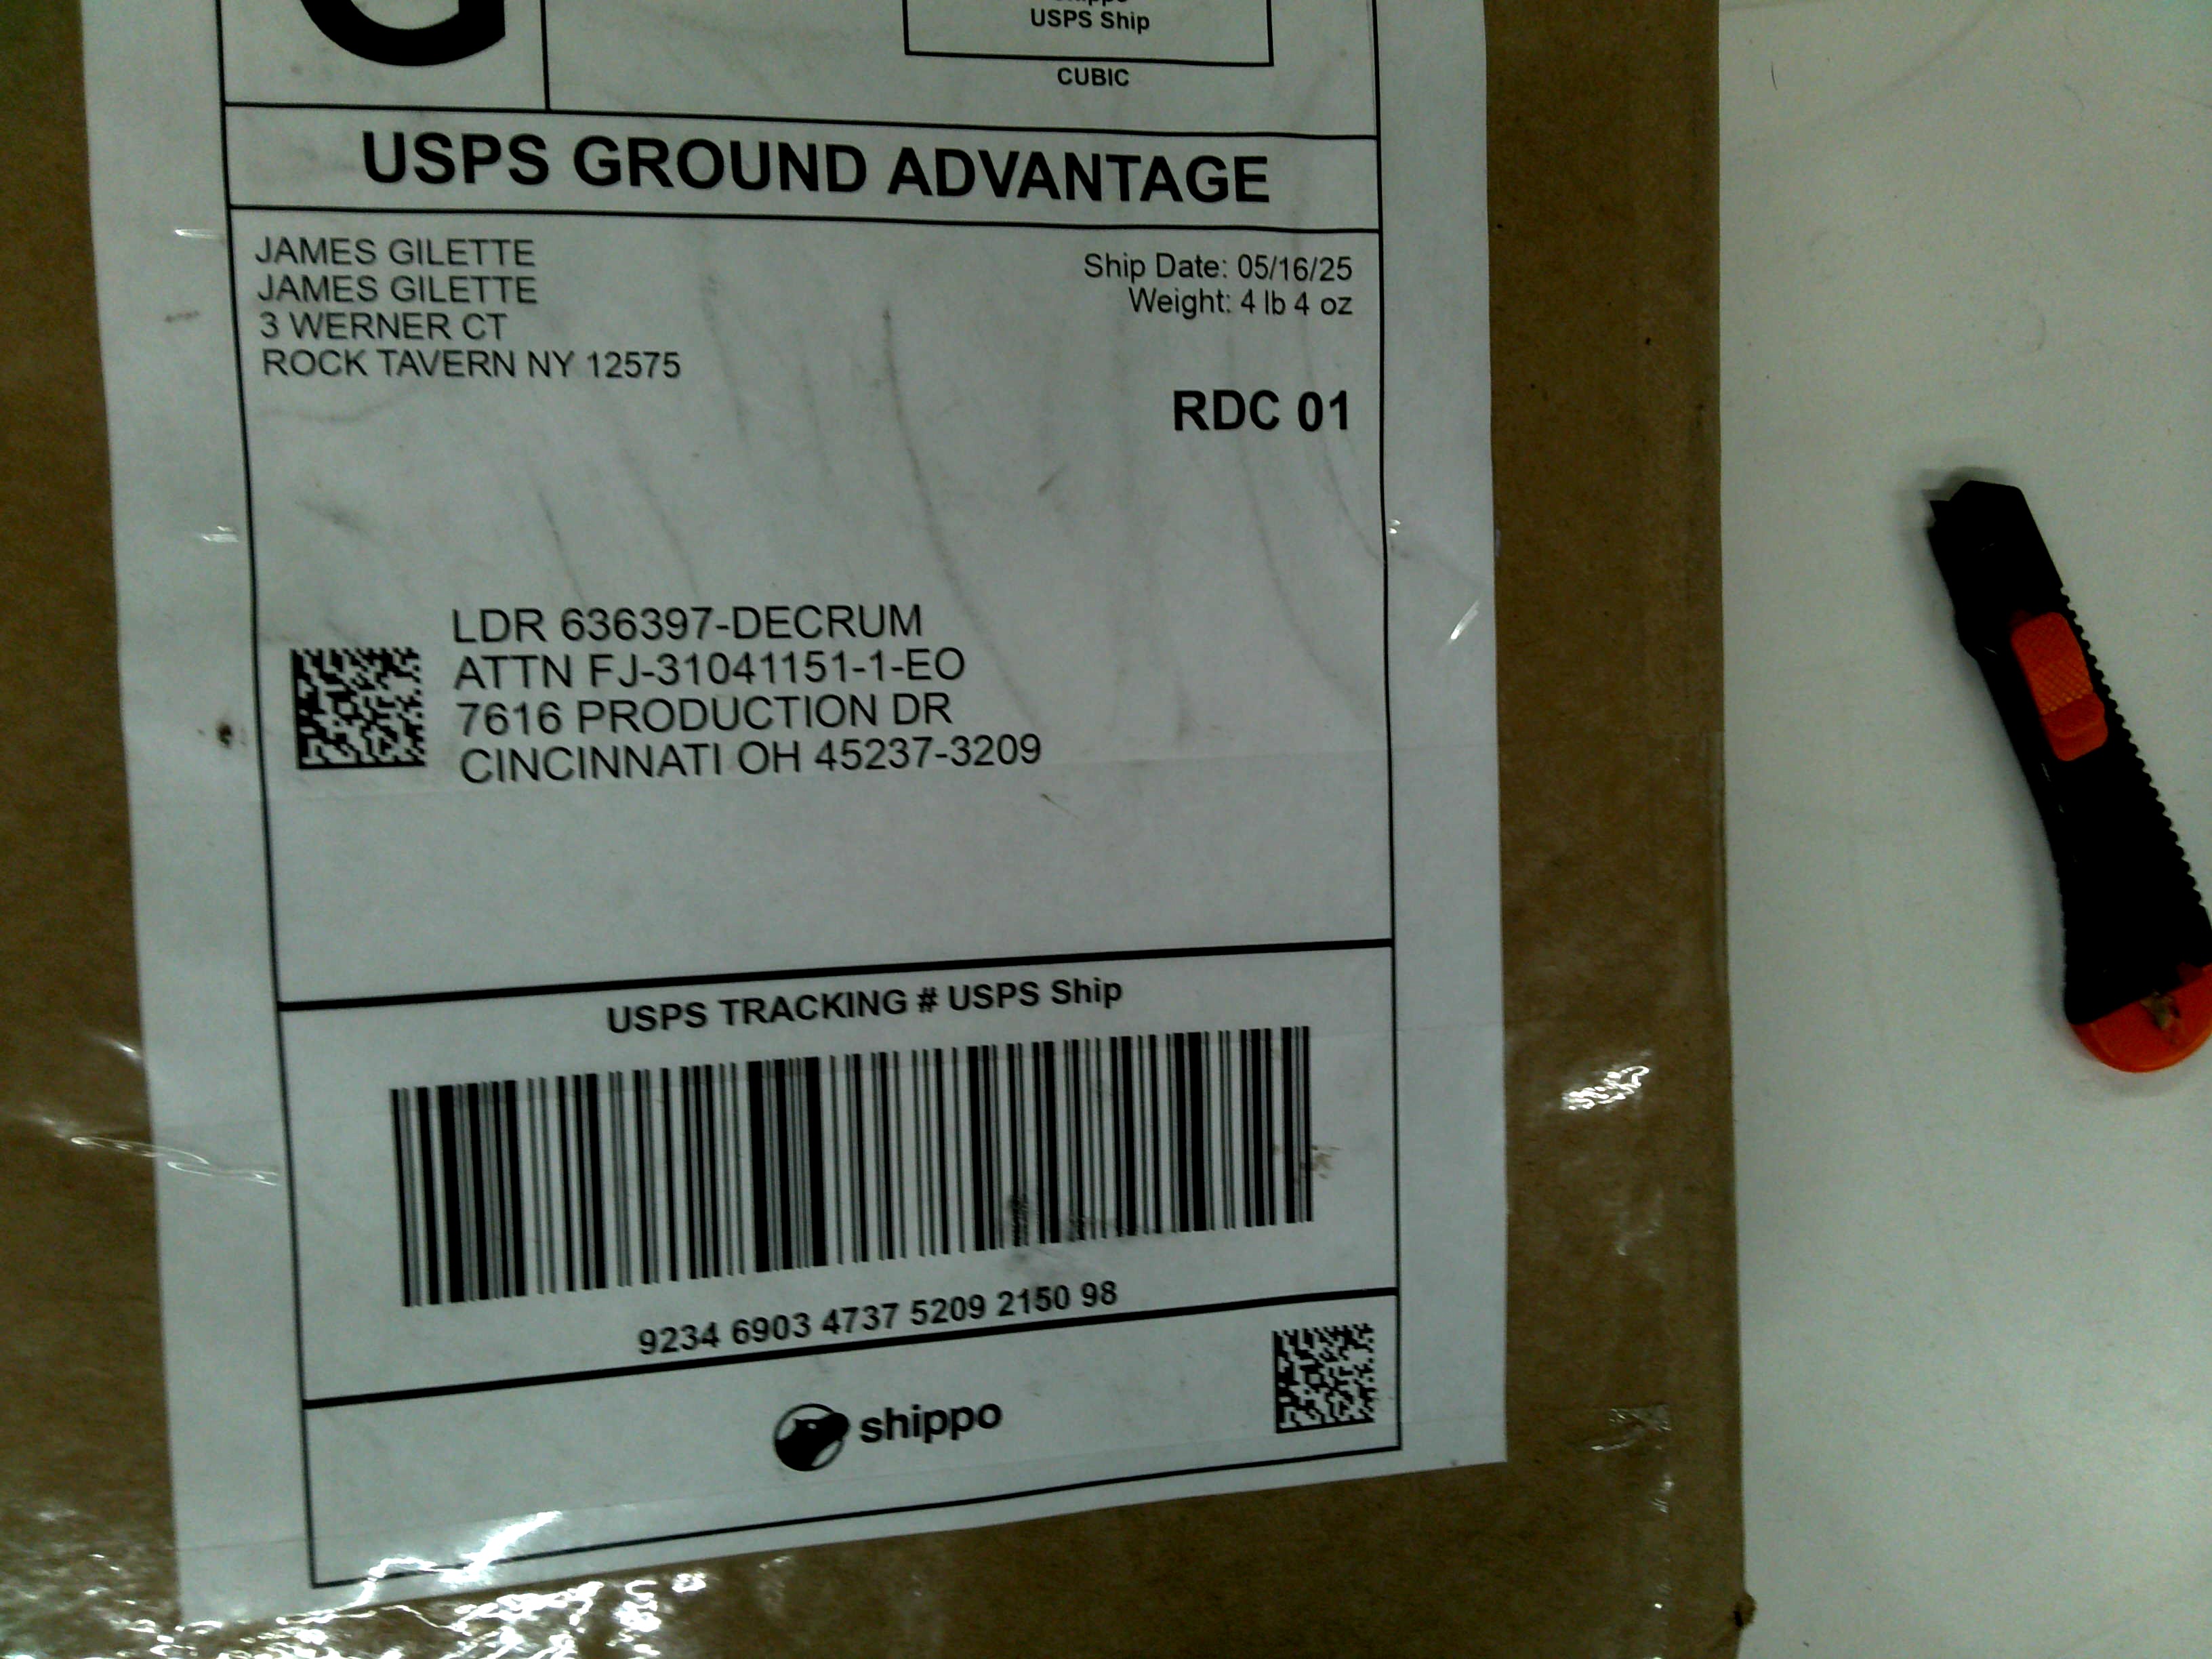 G
USPS Ship
CUBIC
USPS GROUND ADVANTAGE
JAMES GILETTE
JAMES GILETTE
3 WERNER CT
ROCK TAVERN NY 12575
Ship Date: 05/16/25
Weight: 4 lb 4 oz
RDC 01
LDR 636397-DECRUM
ATTN FJ-31041151-1-EO
7616 PRODUCTION DR
CINCINNATI OH 45237-3209
USPS TRACKING # USPS Ship
9234 6903 4737 5209 2150 98
shippo